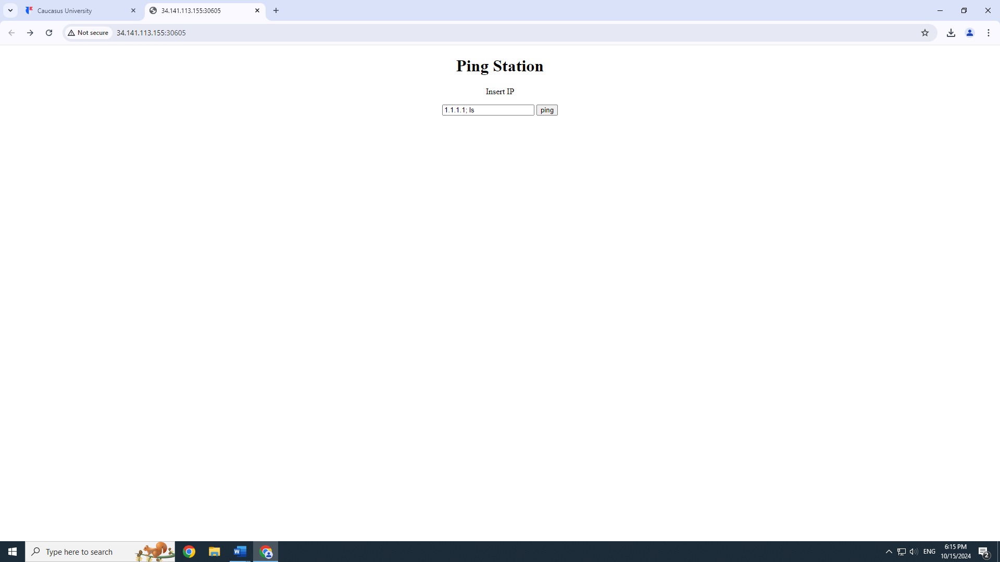 Caucasus University
34.141.113.155:30605
Not secure
34.141.113.155:30605
Ping Station
Insert IP
1.1.1.1; ls
ping
Type here to search
ENG
6:15 PM
10/15/2024
2